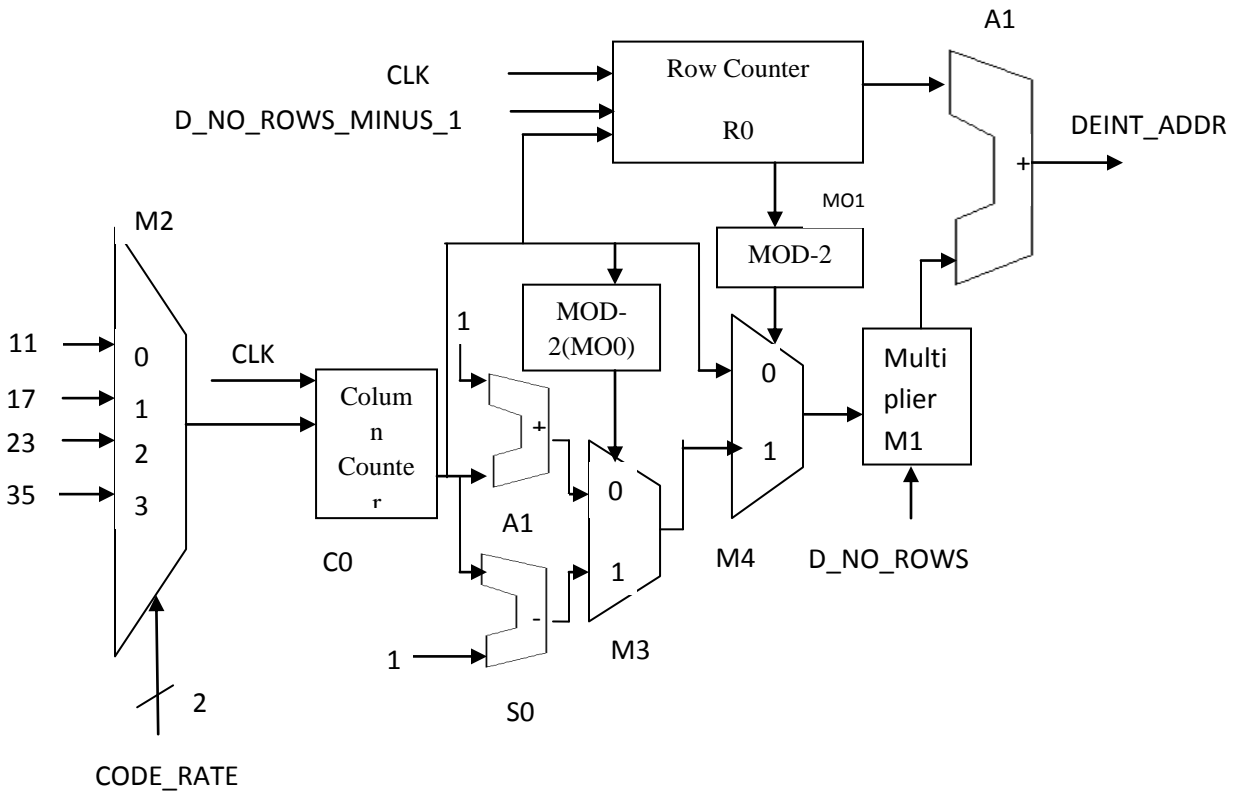 A1
CLK
Row Counter
D_NO_ROWS_MINUS_1
R0
DEINT_ADDR
+
MO1
M2
MOD-2
MOD-
2(MO0)
1
11
0
CLK
0
Multi
plier
M1
17
1
Colum
n
Counte
r
+
23
2
1
35
3
0
A1
C0
M4
D_NO_ROWS
1
-
1
M3
2
S0
CODE_RATE